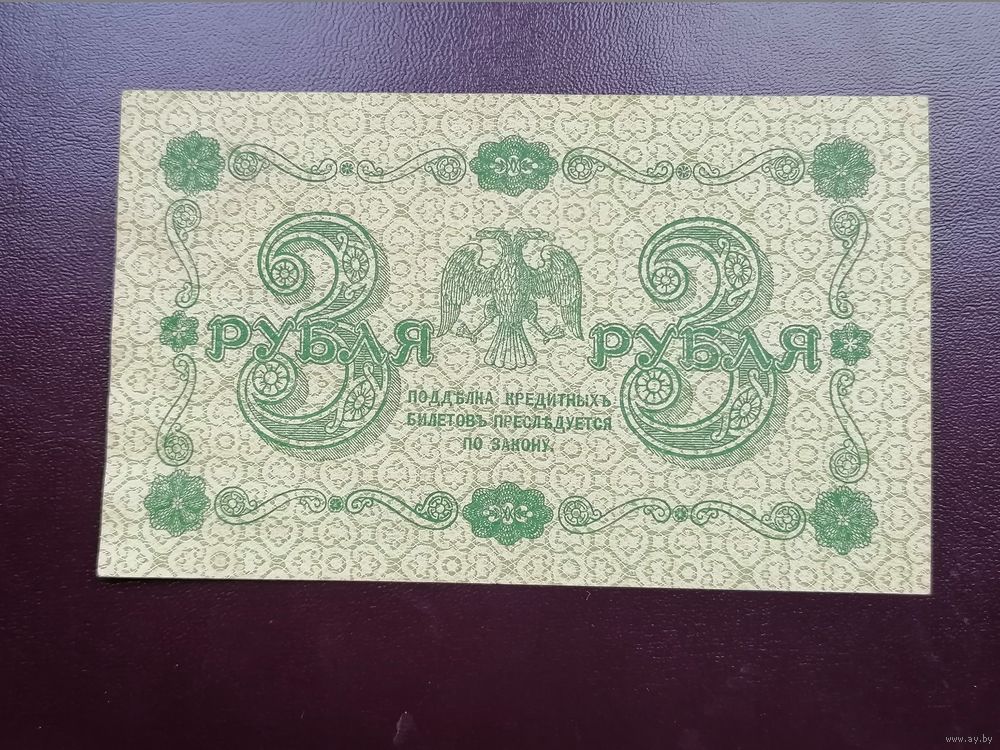 3 3
РУБЛЯ РУБЛЯ
ПОДДѢЛКА КРЕДИТНЫХЪ
БИЛЕТОВЪ ПРЕСЛѢДУЕТСЯ
ПО ЗАКОНУ.
www.ay.by